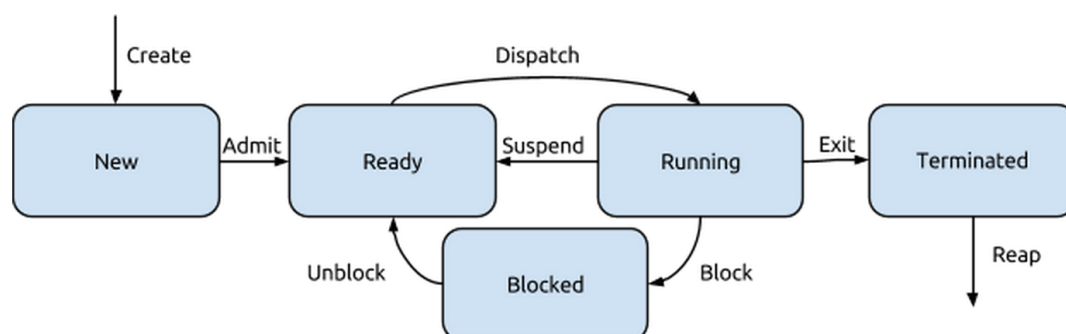 Create
Dispatch
New
Admit
Ready
Suspend
Running
Exit
Terminated
Unblock
Blocked
Block
Reap